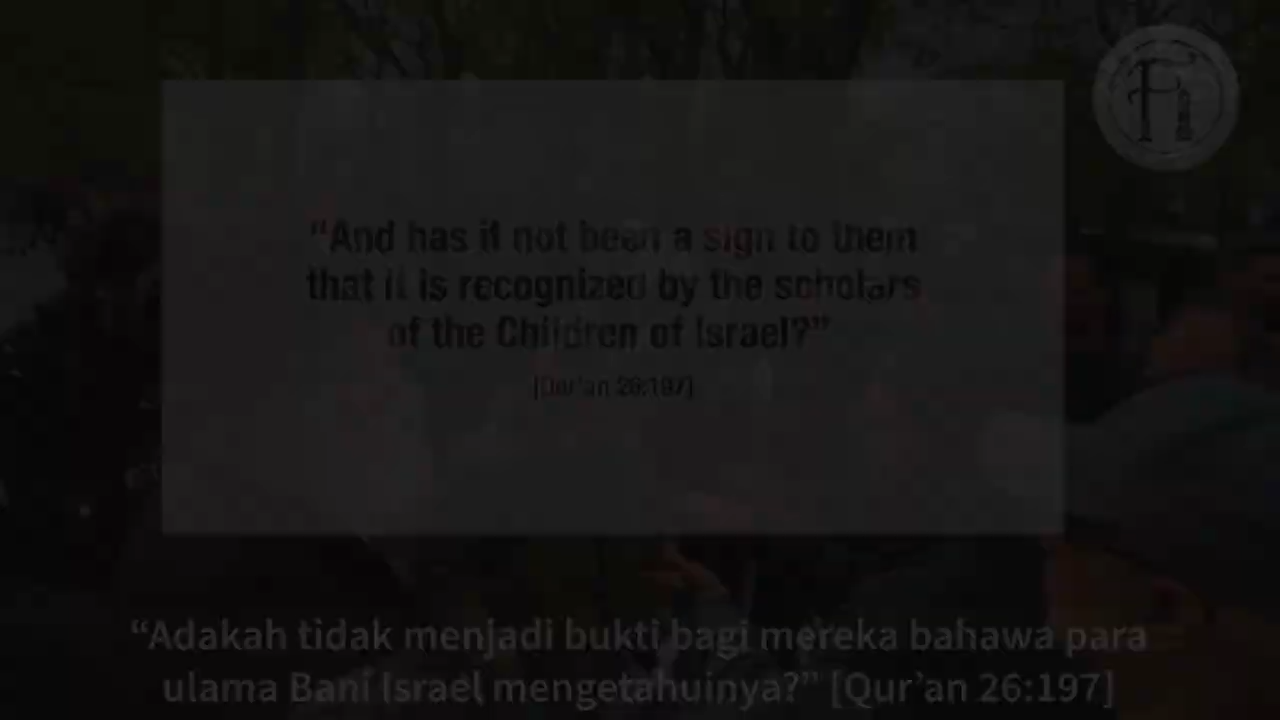 “And has it not been a sign to them
that it is recognized by the scholars
of the Children of Israel?”
[Qur’an 26:197]
“Adakah tidak menjadi bukti bagi mereka bahawa para
ulama Bani Israel mengetahuinya?” [Qur’an 26:197]